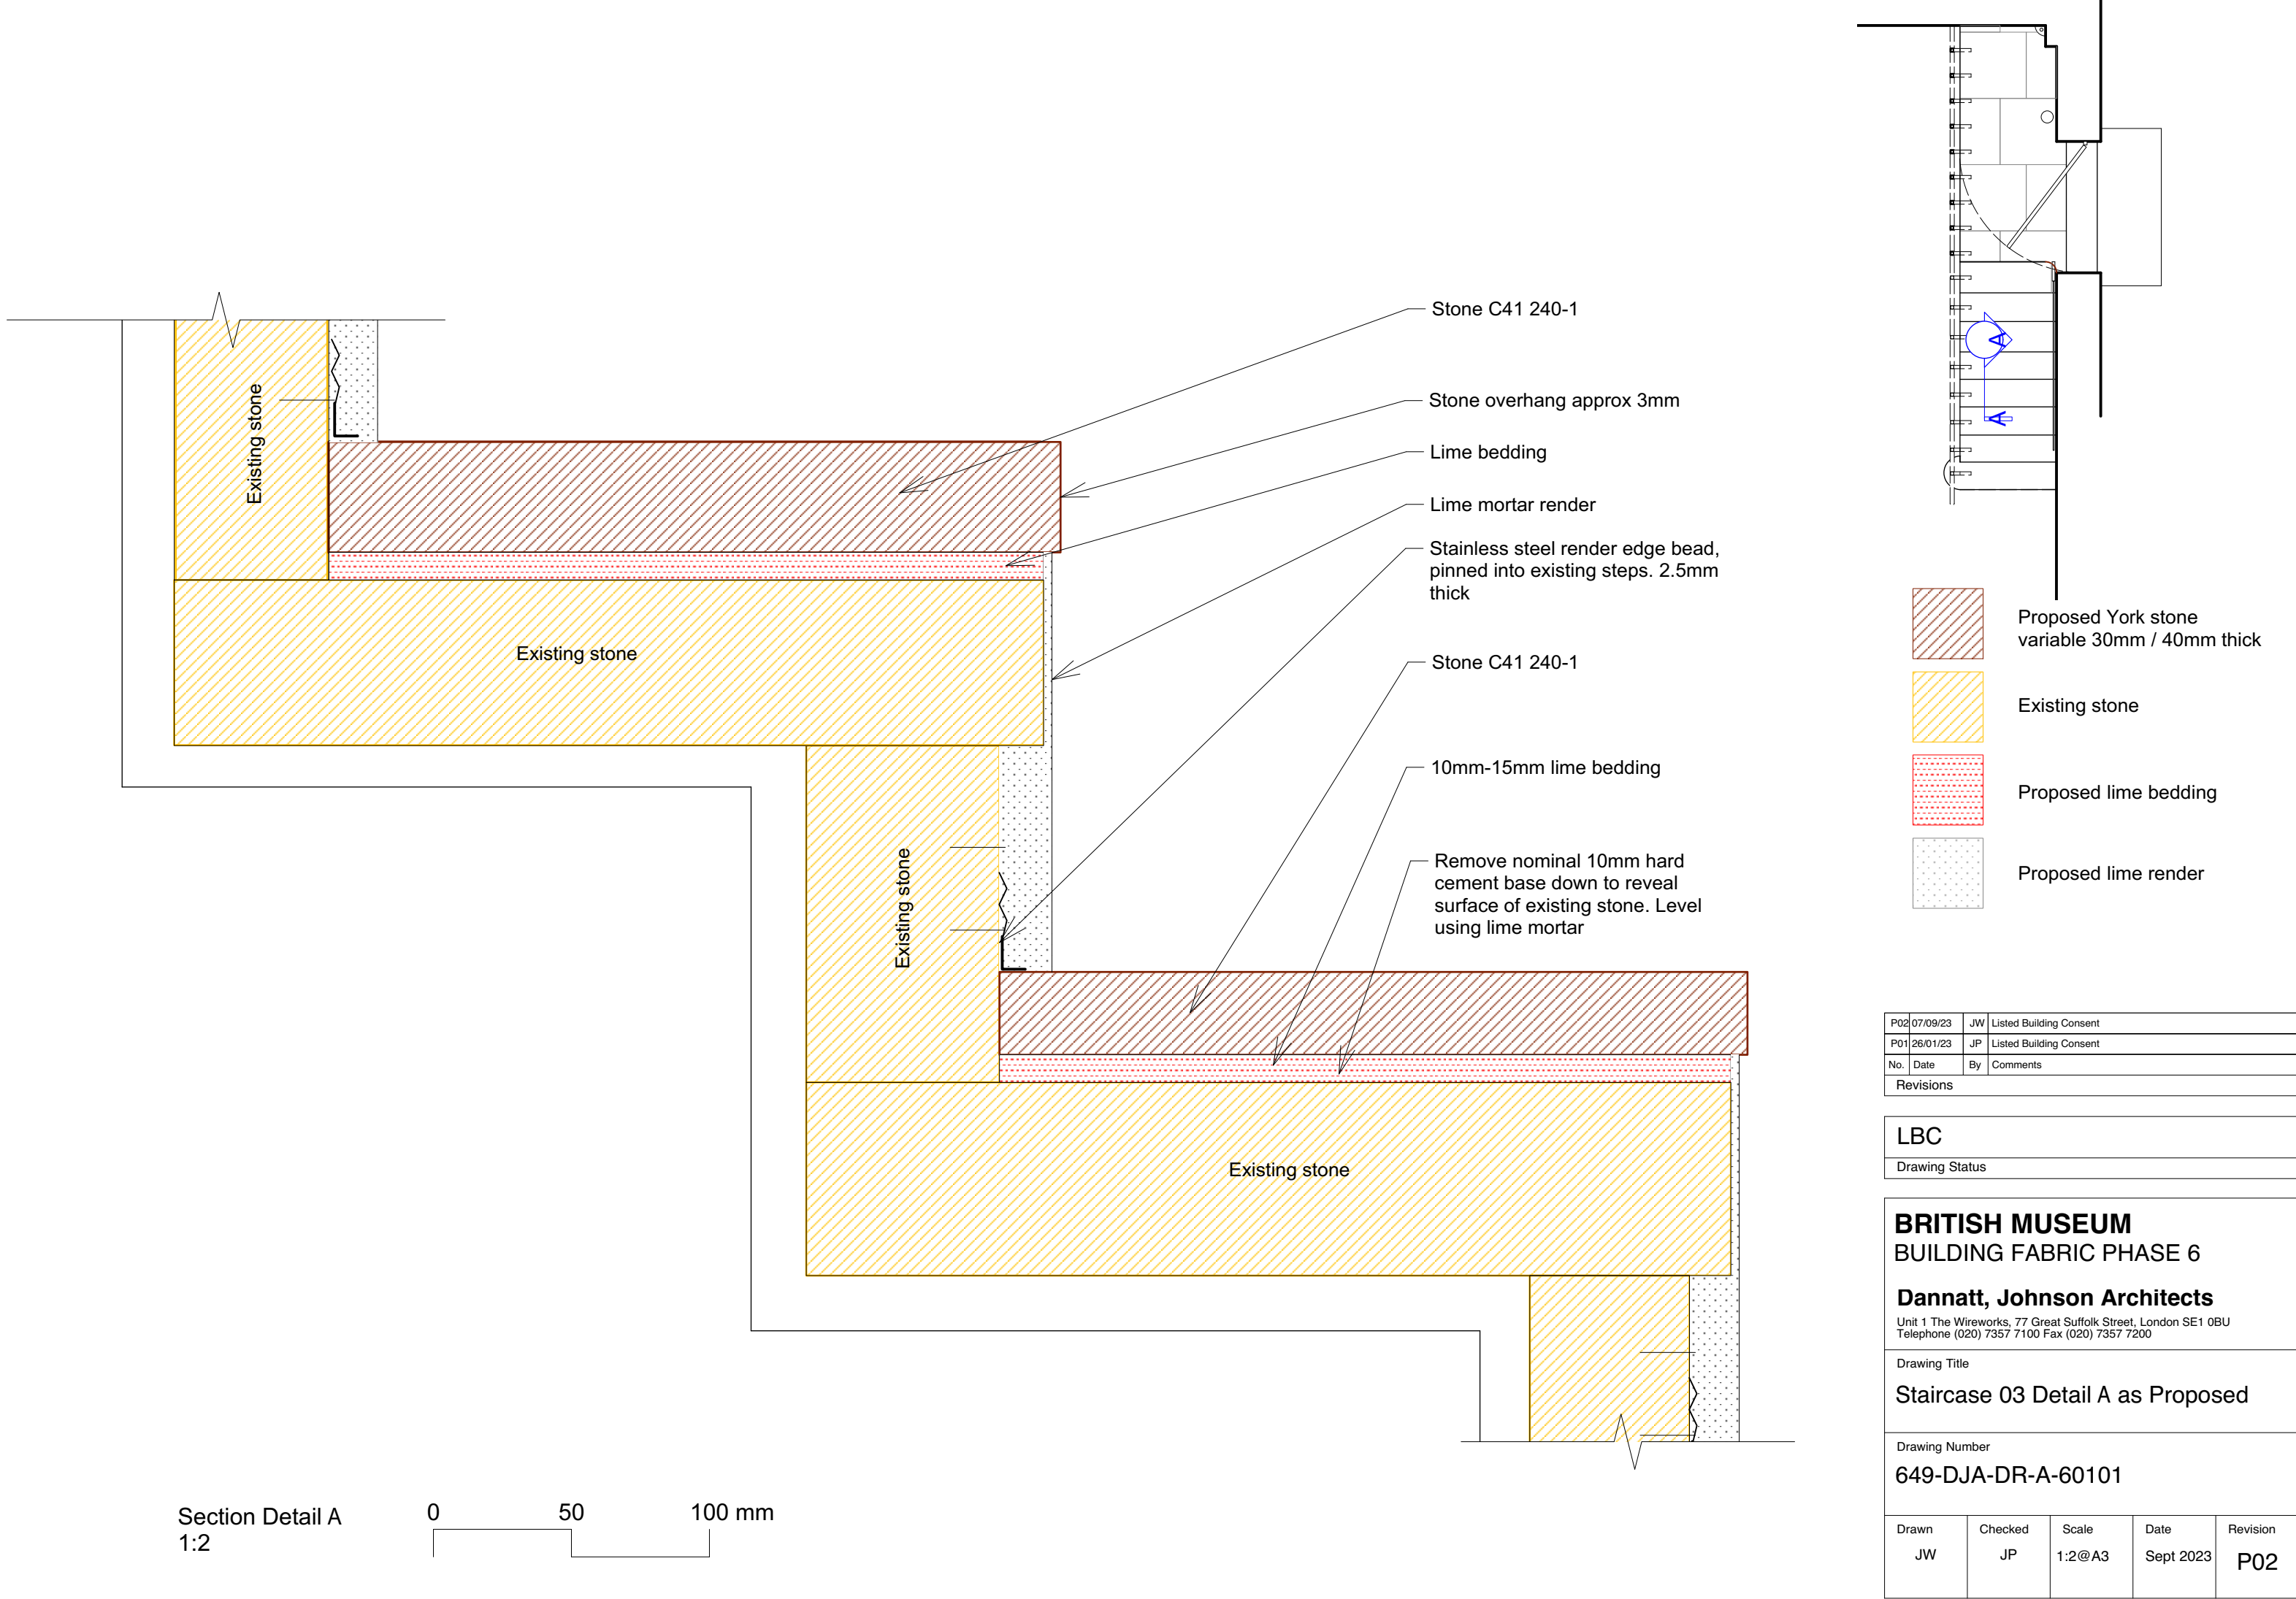 Stone C41 240-1
Stone overhang approx 3mm
Lime bedding
Lime mortar render
Stainless steel render edge bead,
pinned into existing steps. 2.5mm
thick
Stone C41 240-1
10mm-15mm lime bedding
Remove nominal 10mm hard
cement base down to reveal
surface of existing stone. Level
using lime mortar
Existing stone
Existing stone
Existing stone
Existing stone
A
A
Proposed York stone
variable 30mm / 40mm thick
Existing stone
Proposed lime bedding
Proposed lime render
P02 07/09/23 JW Listed Building Consent
P01 26/01/23 JP Listed Building Consent
No. Date By Comments
Revisions
LBC
Drawing Status
BRITISH MUSEUM
BUILDING FABRIC PHASE 6
Dannatt, Johnson Architects
Unit 1 The Wireworks, 77 Great Suffolk Street, London SE1 0BU
Telephone (020) 7357 7100 Fax (020) 7357 7200
Drawing Title
Staircase 03 Detail A as Proposed
Drawing Number
649-DJA-DR-A-60101
Drawn Checked Scale Date Revision
JW JP 1:2@A3 Sept 2023 P02
Section Detail A
1:2
0 50 100 mm